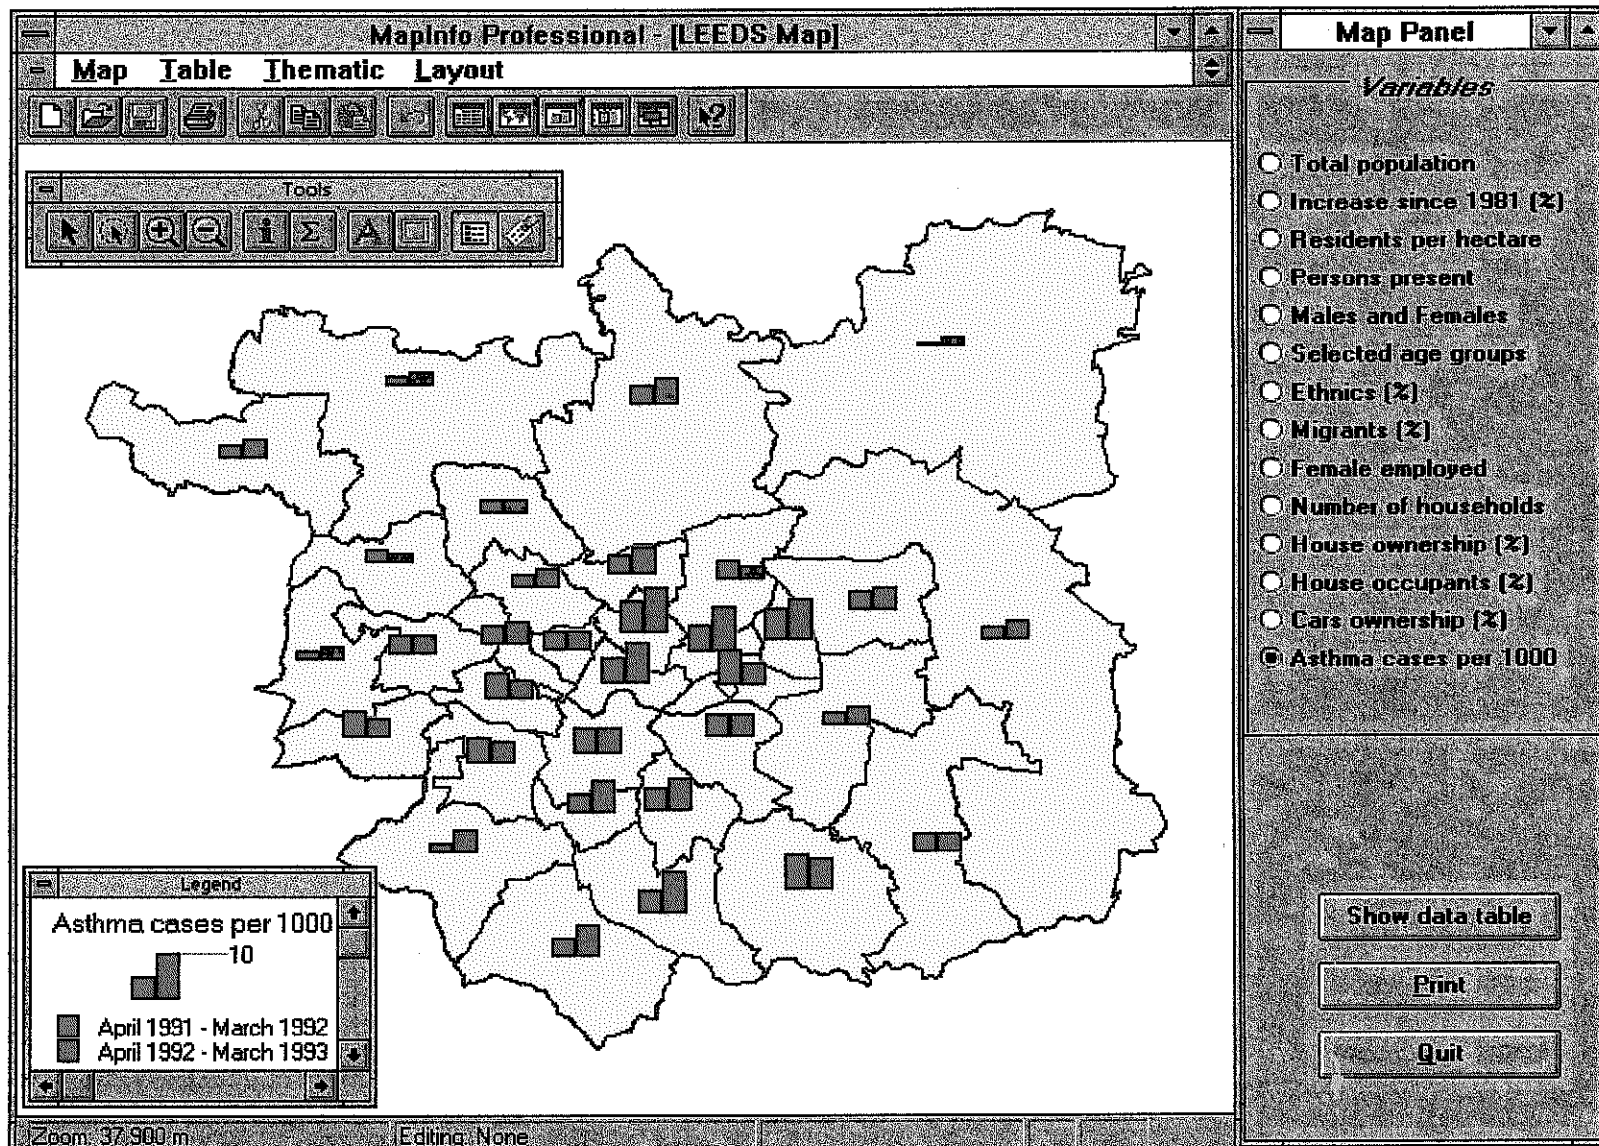 MapInfo Professional - [LEEDS Map]
Map Table Thematic Layout
Tools
Legend
Asthma cases per 1000
10
April 1991 - March 1992
April 1992 - March 1993
Zoom: 37,900 m
Editing: None
Map Panel
Variables
Total population
Increase since 1981 (%)
Residents per hectare
Persons present
Males and Females
Selected age groups
Ethnics (%)
Migrants (%)
Female employed
Number of households
House ownership (%)
House occupants (%)
Cars ownership (%)
Asthma cases per 1000
Show data table
Print
Quit